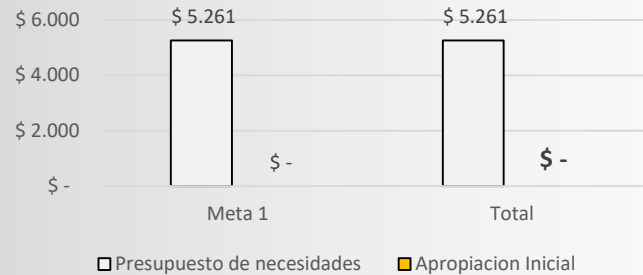 $ 6.000
$ 5.261 $ 5.261
$ 4.000
$ 2.000
$ - $ -
$ -
Meta 1 Total
Presupuesto de necesidades Apropiacion Inicial